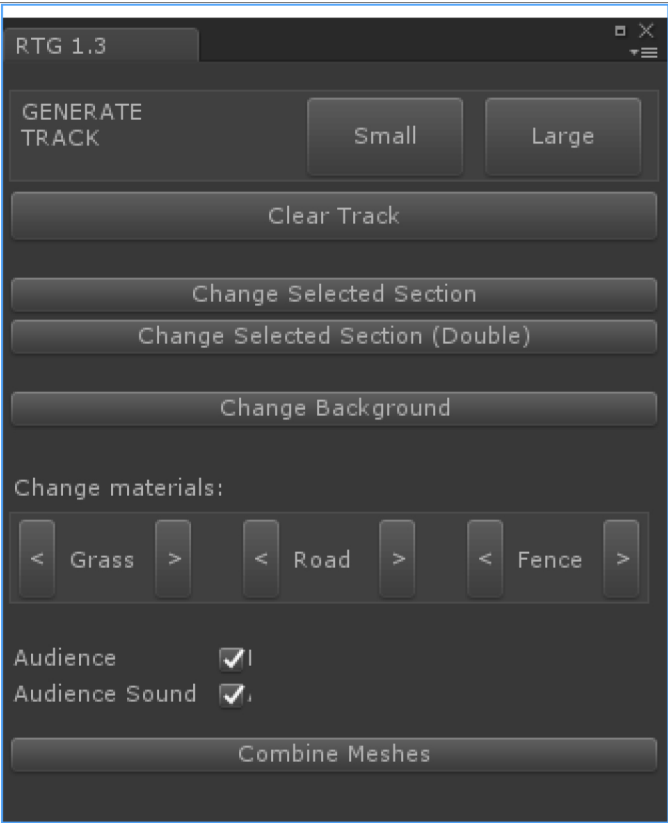 RTG 1.3
GENERATE
TRACK
Small
Large
Clear Track
Change Selected Section
Change Selected Section (Double)
Change Background
Change materials:
< Grass > < Road > < Fence >
Audience
Audience Sound
Combine Meshes